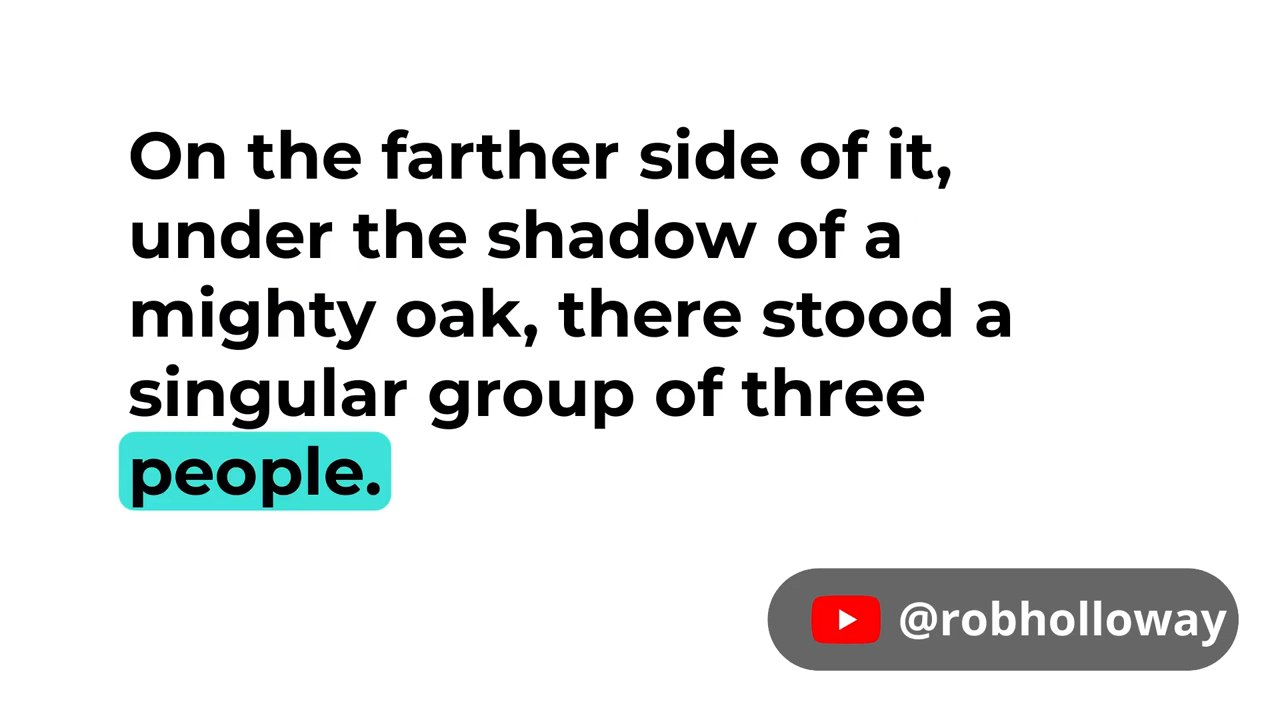 On the farther side of it,
under the shadow of a
mighty oak, there stood a
singular group of three
people.
@robholloway